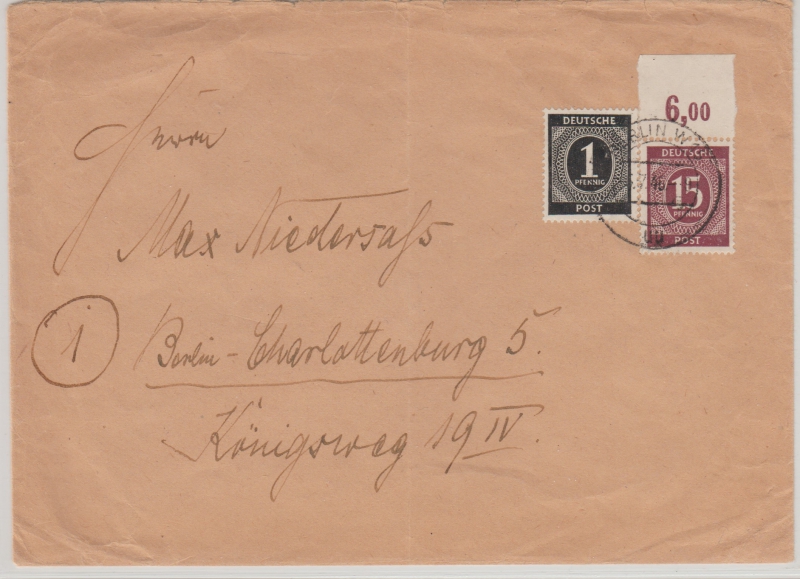 6,00
DEUTSCHE
1
PFENNIG
POST
BERLIN W
DEUTSCHE
15
PFENNIG
POST
Herrn
Max Niedersaß
1
Berlin-Charlottenburg 5.
Königsweg 19 IV.